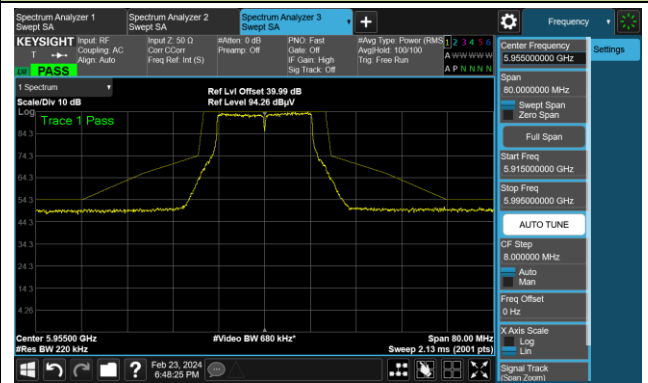 Spectrum Analyzer 1
Swept SA
Spectrum Analyzer 2
Swept SA
Spectrum Analyzer 3
Swept SA
+
Frequency
KEYSIGHT
T
LXI
PASS
Input: RF
Coupling: AC
Align: Auto
Input Z: 50 Ω
Corr CCorr
Freq Ref: Int (S)
#Atten: 0 dB
Preamp: Off
PNO: Fast
Gate: Off
IF Gain: High
Sig Track: Off
#Avg Type: Power (RMS
Avg|Hold: 100/100
Trig: Free Run
1 2 3 4 5 6
A W W W W W
A P N N N N
1 Spectrum
Scale/Div 10 dB
Ref Lvl Offset 39.99 dB
Ref Level 94.26 dBµV
Log
Trace 1 Pass
84.3
74.3
64.3
54.3
44.3
34.3
24.3
14.3
4.26
Center 5.95500 GHz
#Res BW 220 kHz
#Video BW 680 kHz*
Span 80.00 MHz
Sweep 2.13 ms (2001 pts)
Center Frequency
5.955000000 GHz
Settings
Span
80.0000000 MHz
Swept Span
Zero Span
Full Span
Start Freq
5.915000000 GHz
Stop Freq
5.995000000 GHz
AUTO TUNE
CF Step
8.000000 MHz
Auto
Man
Freq Offset
0 Hz
X Axis Scale
Log
Lin
Signal Track
(Span Zoom)
?
Feb 23, 2024
6:48:25 PM